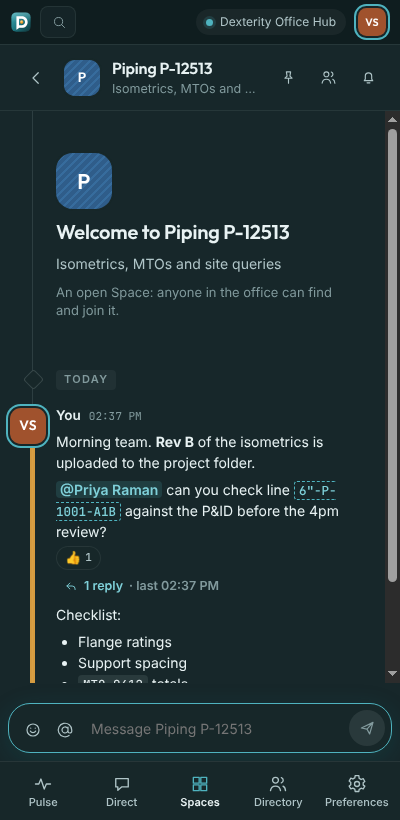 Dexterity Office Hub
VS
P
Piping P-12513
Isometrics, MTOs and ...
P
Welcome to Piping P-12513
Isometrics, MTOs and site queries
An open Space: anyone in the office can find
and join it.
TODAY
VS
You 02:37 PM
Morning team. Rev B of the isometrics is
uploaded to the project folder.
@Priya Raman can you check line 6"-P-
1001-A1B against the P&ID before the 4pm
review?
👍 1
1 reply · last 02:37 PM
Checklist:
• Flange ratings
• Support spacing
• MTO-0612 totals
Message Piping P-12513
Pulse
Direct
Spaces
Directory
Preferences